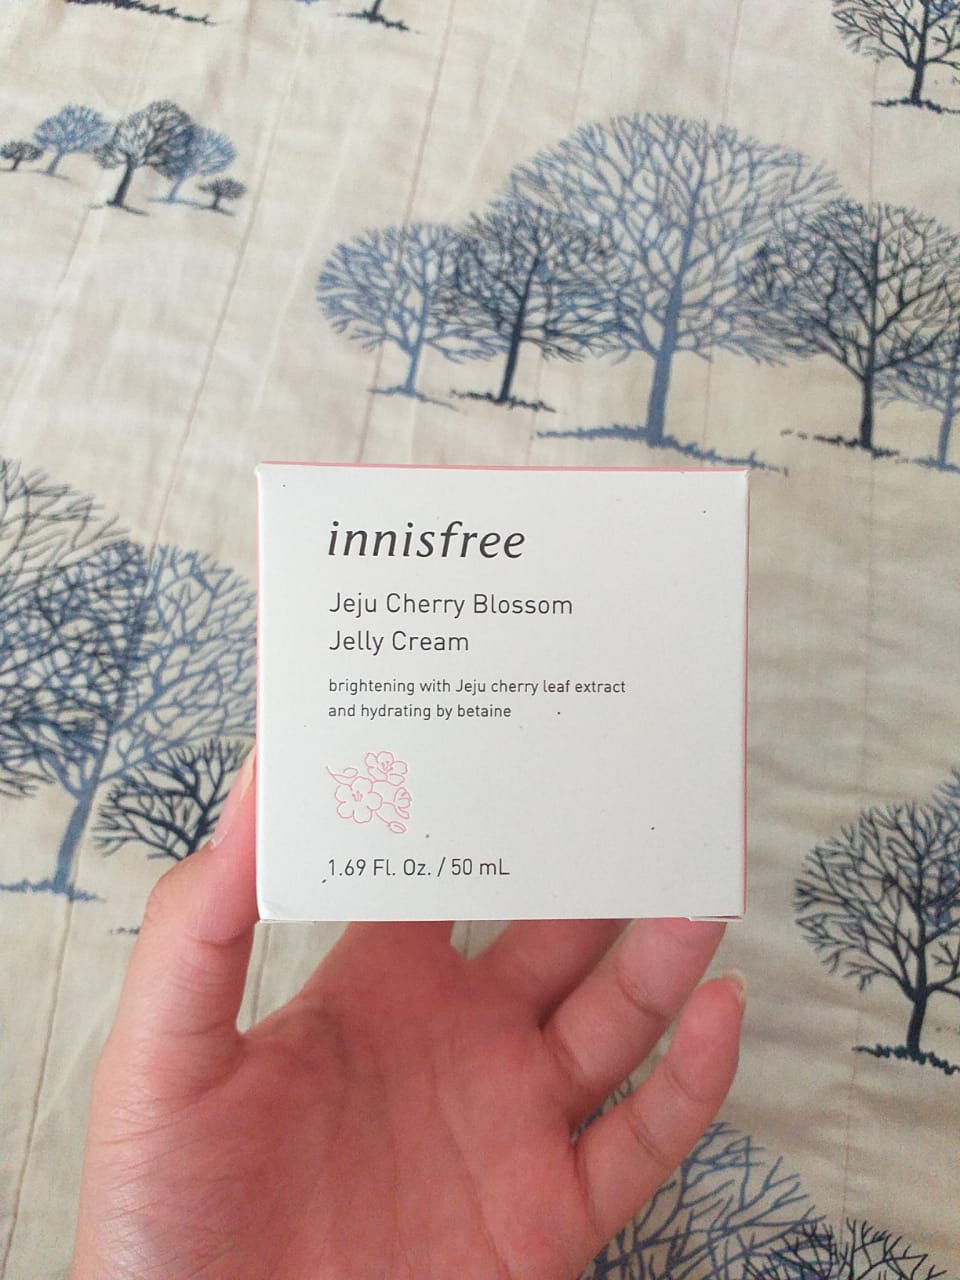 innisfree
Jeju Cherry Blossom
Jelly Cream
brightening with Jeju cherry leaf extract
and hydrating by betaine
1.69 Fl. Oz. / 50 mL